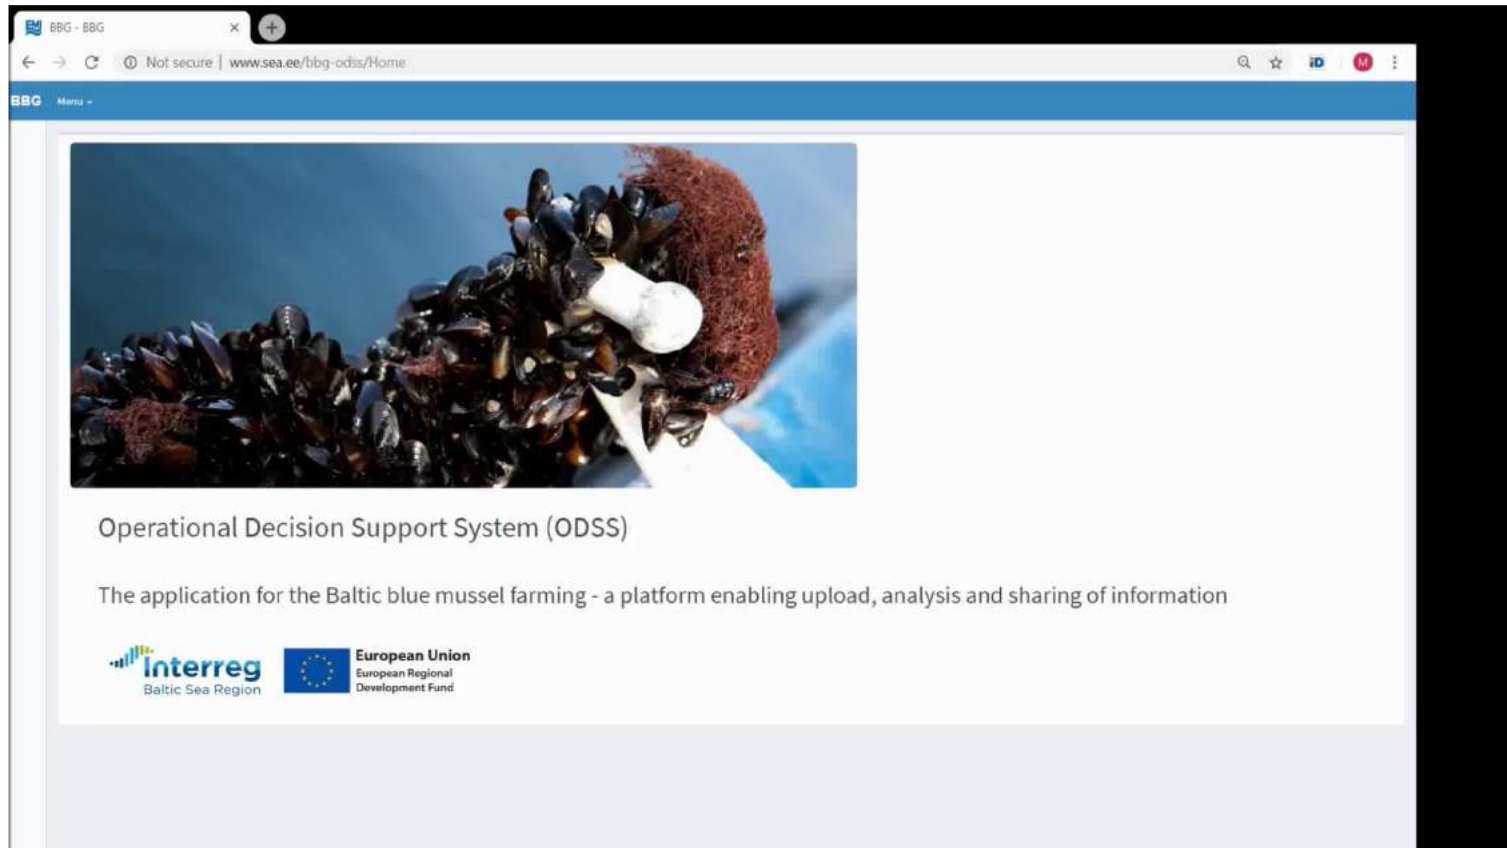 BBG - BBG
Not secure | www.sea.ee/bbg-odss/Home
iD
M
BBG Menu
Operational Decision Support System (ODSS)
The application for the Baltic blue mussel farming - a platform enabling upload, analysis and sharing of information
Interreg
Baltic Sea Region
European Union
European Regional
Development Fund